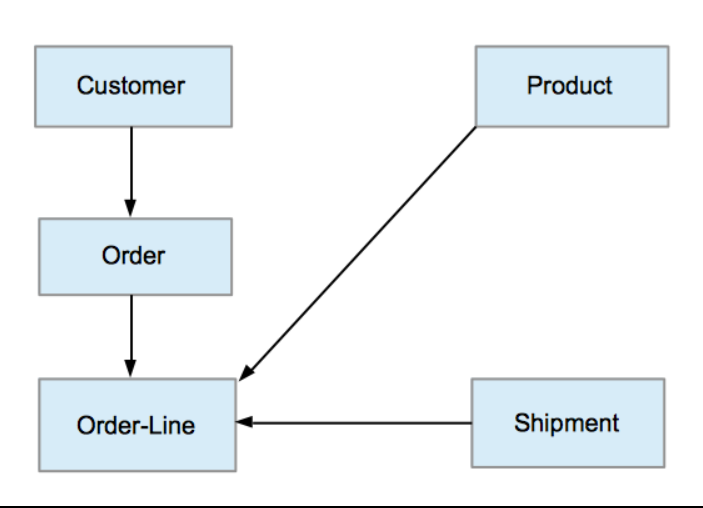 Customer
Product
Order
Order-Line
Shipment